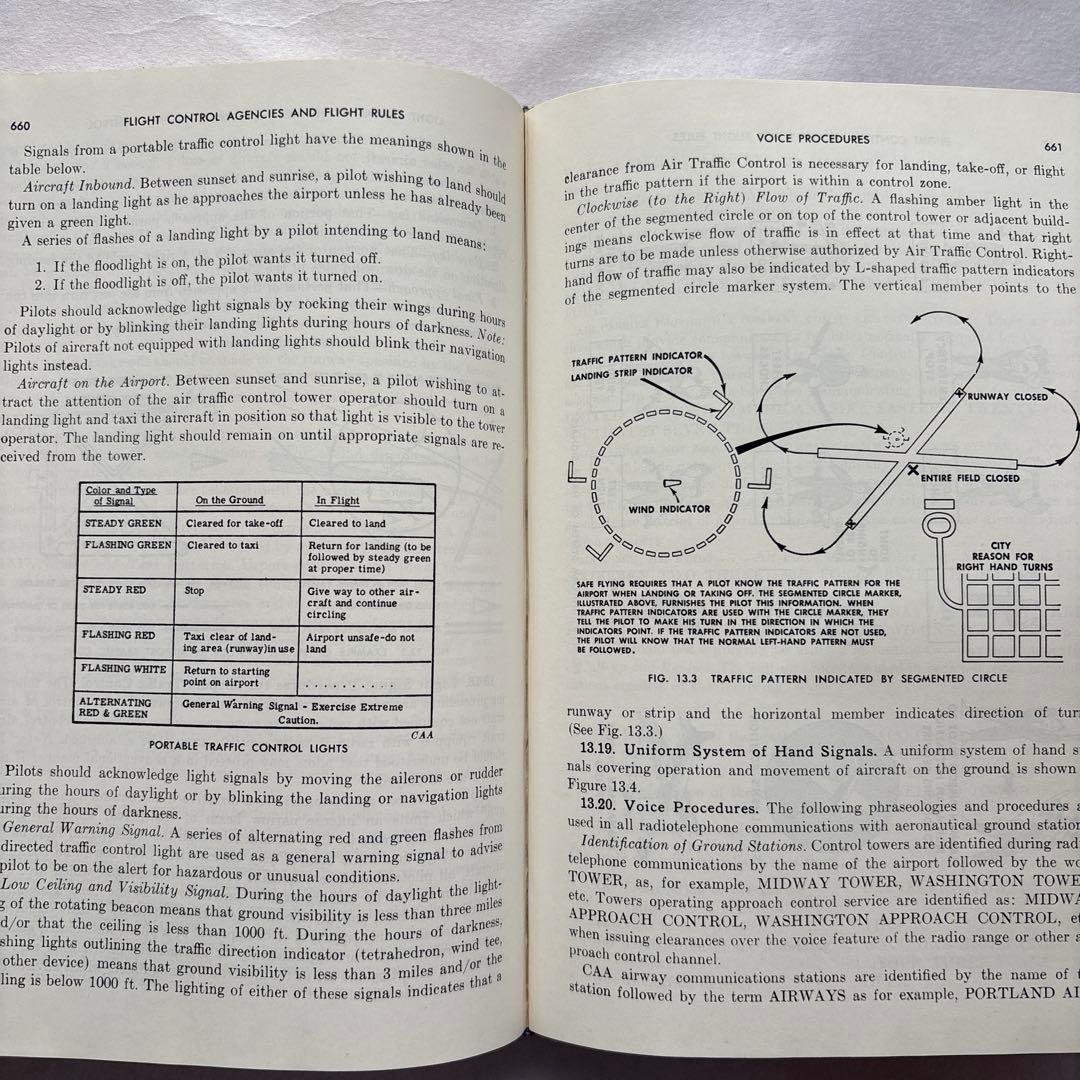 660
FLIGHT CONTROL AGENCIES AND FLIGHT RULES
Signals from a portable traffic control light have the meanings shown in the
table below.
Aircraft Inbound. Between sunset and sunrise, a pilot wishing to land should
turn on a landing light as he approaches the airport unless he has already been
given a green light.
A series of flashes of a landing light by a pilot intending to land means:
1. If the floodlight is on, the pilot wants it turned off.
2. If the floodlight is off, the pilot wants it turned on.
Pilots should acknowledge light signals by rocking their wings during hours
of daylight or by blinking their landing lights during hours of darkness. Note:
Pilots of aircraft not equipped with landing lights should blink their navigation
lights instead.
Aircraft on the Airport. Between sunset and sunrise, a pilot wishing to at-
tract the attention of the air traffic control tower operator should turn on a
landing light and taxi the aircraft in position so that light is visible to the tower
operator. The landing light should remain on until appropriate signals are re-
ceived from the tower.
Color and Type of Signal On the Ground In Flight
STEADY GREEN Cleared for take-off Cleared to land
FLASHING GREEN Cleared to taxi Return for landing (to be
followed by steady green
at proper time)
STEADY RED Stop Give way to other air-
craft and continue
circling
FLASHING RED Taxi clear of land- Airport unsafe-do not
ing area (runway)in use land
FLASHING WHITE Return to starting
point on airport . . . . . . . . . .
ALTERNATING General Warning Signal - Exercise Extreme
RED & GREEN Caution.
CAA
PORTABLE TRAFFIC CONTROL LIGHTS
Pilots should acknowledge light signals by moving the ailerons or rudder
uring the hours of daylight or by blinking the landing or navigation lights
uring the hours of darkness.
General Warning Signal. A series of alternating red and green flashes from
directed traffic control light are used as a general warning signal to advise
pilot to be on the alert for hazardous or unusual conditions.
Low Ceiling and Visibility Signal. During the hours of daylight the light-
g of the rotating beacon means that ground visibility is less than three miles
d/or that the ceiling is less than 1000 ft. During the hours of darkness,
shing lights outlining the traffic direction indicator (tetrahedron, wind tee,
other device) means that ground visibility is less than 3 miles and/or the
ling is below 1000 ft. The lighting of either of these signals indicates that a
VOICE PROCEDURES
661
clearance from Air Traffic Control is necessary for landing, take-off, or flight
in the traffic pattern if the airport is within a control zone.
Clockwise (to the Right) Flow of Traffic. A flashing amber light in the
center of the segmented circle or on top of the control tower or adjacent build-
ings means clockwise flow of traffic is in effect at that time and that right
turns are to be made unless otherwise authorized by Air Traffic Control. Right-
hand flow of traffic may also be indicated by L-shaped traffic pattern indicators
of the segmented circle marker system. The vertical member points to the
TRAFFIC PATTERN INDICATOR
LANDING STRIP INDICATOR
RUNWAY CLOSED
ENTIRE FIELD CLOSED
WIND INDICATOR
CITY
REASON FOR
RIGHT HAND TURNS
SAFE FLYING REQUIRES THAT A PILOT KNOW THE TRAFFIC PATTERN FOR THE
AIRPORT WHEN LANDING OR TAKING OFF. THE SEGMENTED CIRCLE MARKER,
ILLUSTRATED ABOVE, FURNISHES THE PILOT THIS INFORMATION. WHEN
TRAFFIC PATTERN INDICATORS ARE USED WITH THE CIRCLE MARKER, THEY
TELL THE PILOT TO MAKE HIS TURN IN THE DIRECTION IN WHICH THE
INDICATORS POINT. IF THE TRAFFIC PATTERN INDICATORS ARE NOT USED,
THE PILOT WILL KNOW THAT THE NORMAL LEFT-HAND PATTERN MUST
BE FOLLOWED.
FIG. 13.3 TRAFFIC PATTERN INDICATED BY SEGMENTED CIRCLE
runway or strip and the horizontal member indicates direction of tur
(See Fig. 13.3.)
13.19. Uniform System of Hand Signals. A uniform system of hand s
nals covering operation and movement of aircraft on the ground is shown
Figure 13.4.
13.20. Voice Procedures. The following phraseologies and procedures a
used in all radiotelephone communications with aeronautical ground station
Identification of Ground Stations. Control towers are identified during radi
telephone communications by the name of the airport followed by the wo
TOWER, as, for example, MIDWAY TOWER, WASHINGTON TOWE
etc. Towers operating approach control service are identified as: MIDWA
APPROACH CONTROL, WASHINGTON APPROACH CONTROL, et
when issuing clearances over the voice feature of the radio range or other a
proach control channel.
CAA airway communications stations are identified by the name of t
station followed by the term AIRWAYS as for example, PORTLAND AI